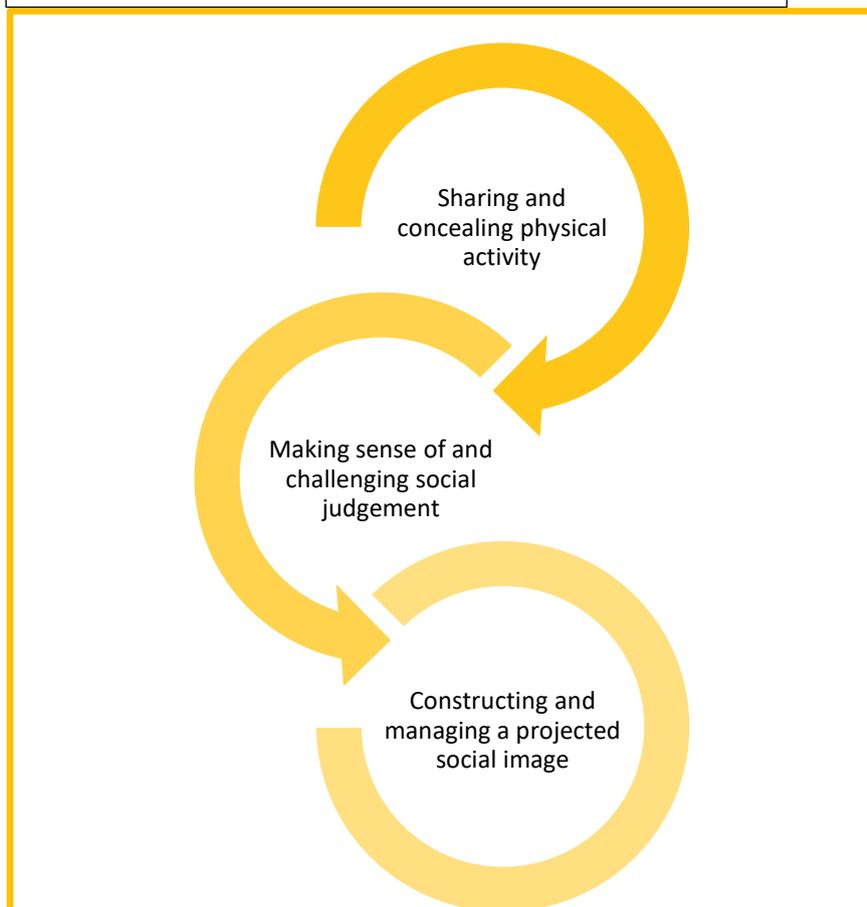 Sharing and
concealing physical
activity
Making sense of and
challenging social
judgement
Constructing and
managing a projected
social image